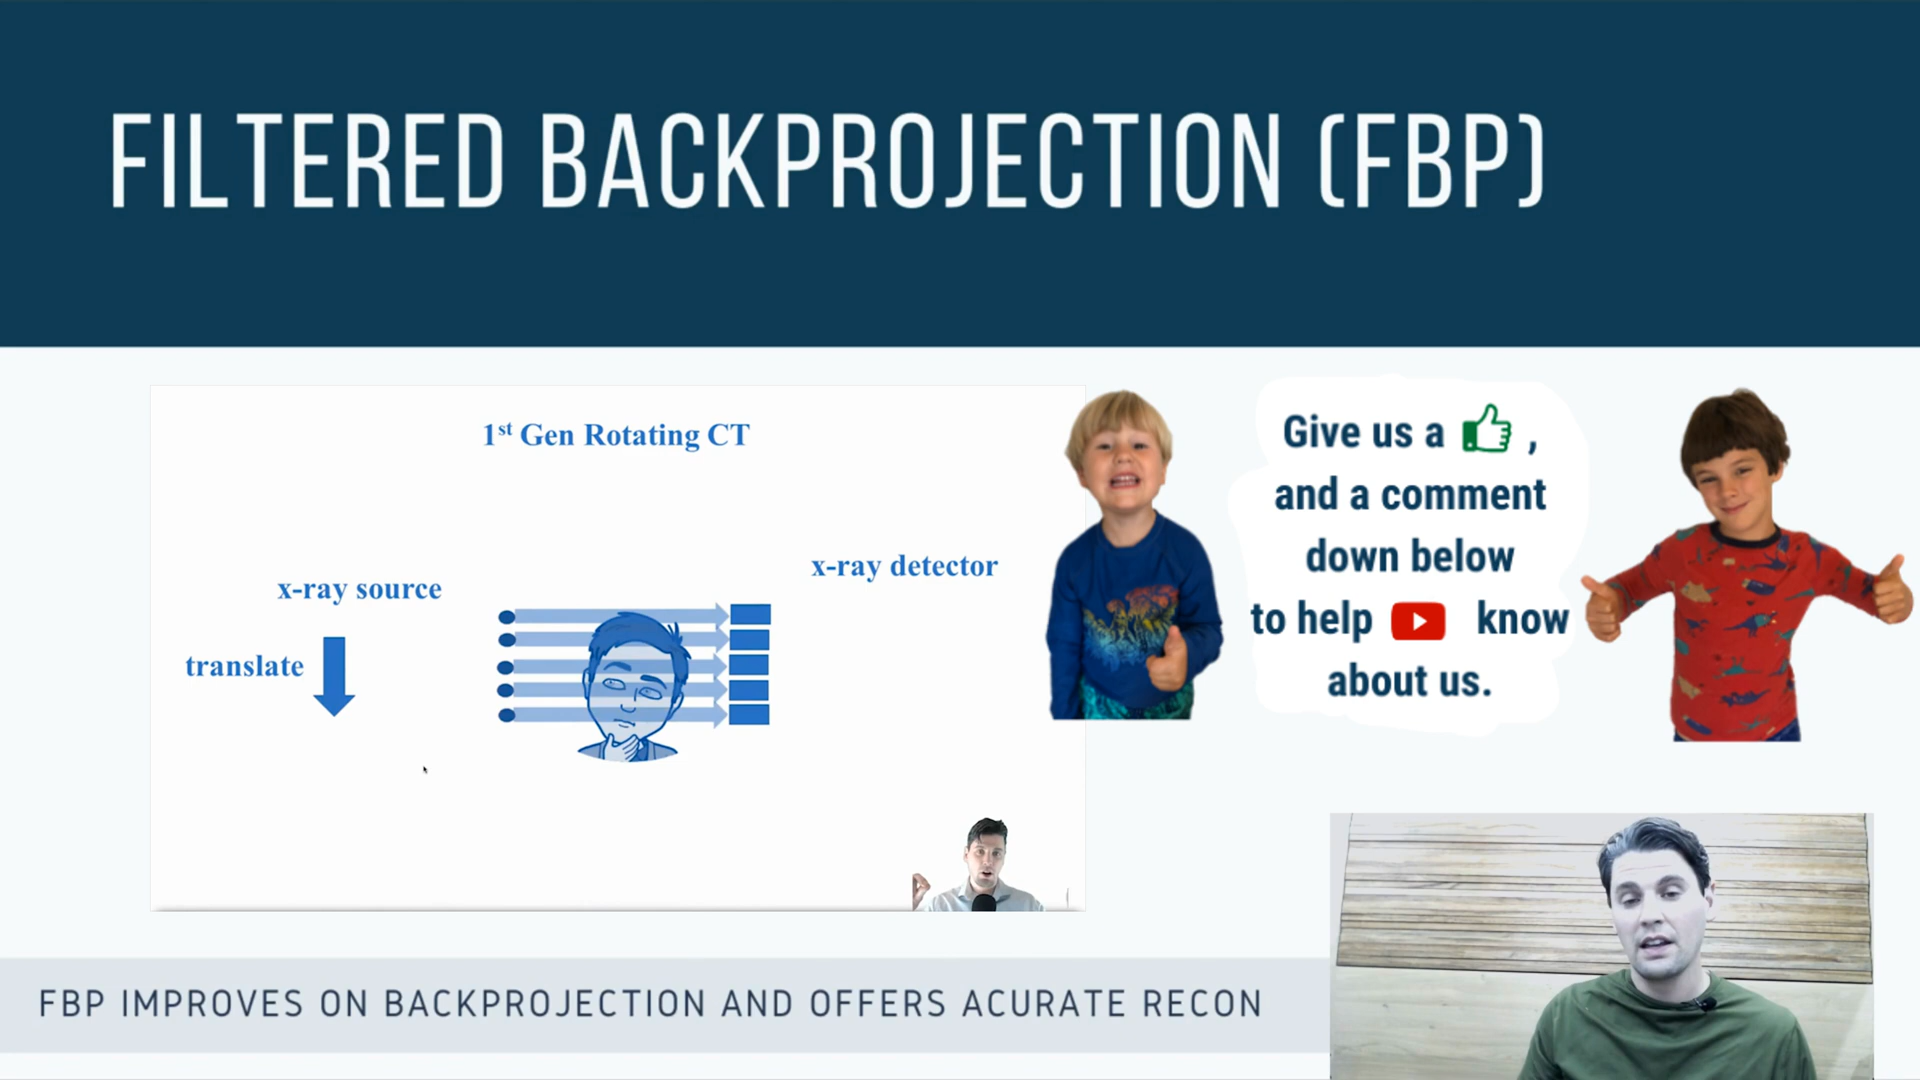 FILTERED BACKPROJECTION (FBP)
1st Gen Rotating CT
x-ray source
x-ray detector
translate
Give us a ,
and a comment
down below
to help know
about us.
FBP IMPROVES ON BACKPROJECTION AND OFFERS ACURATE RECON